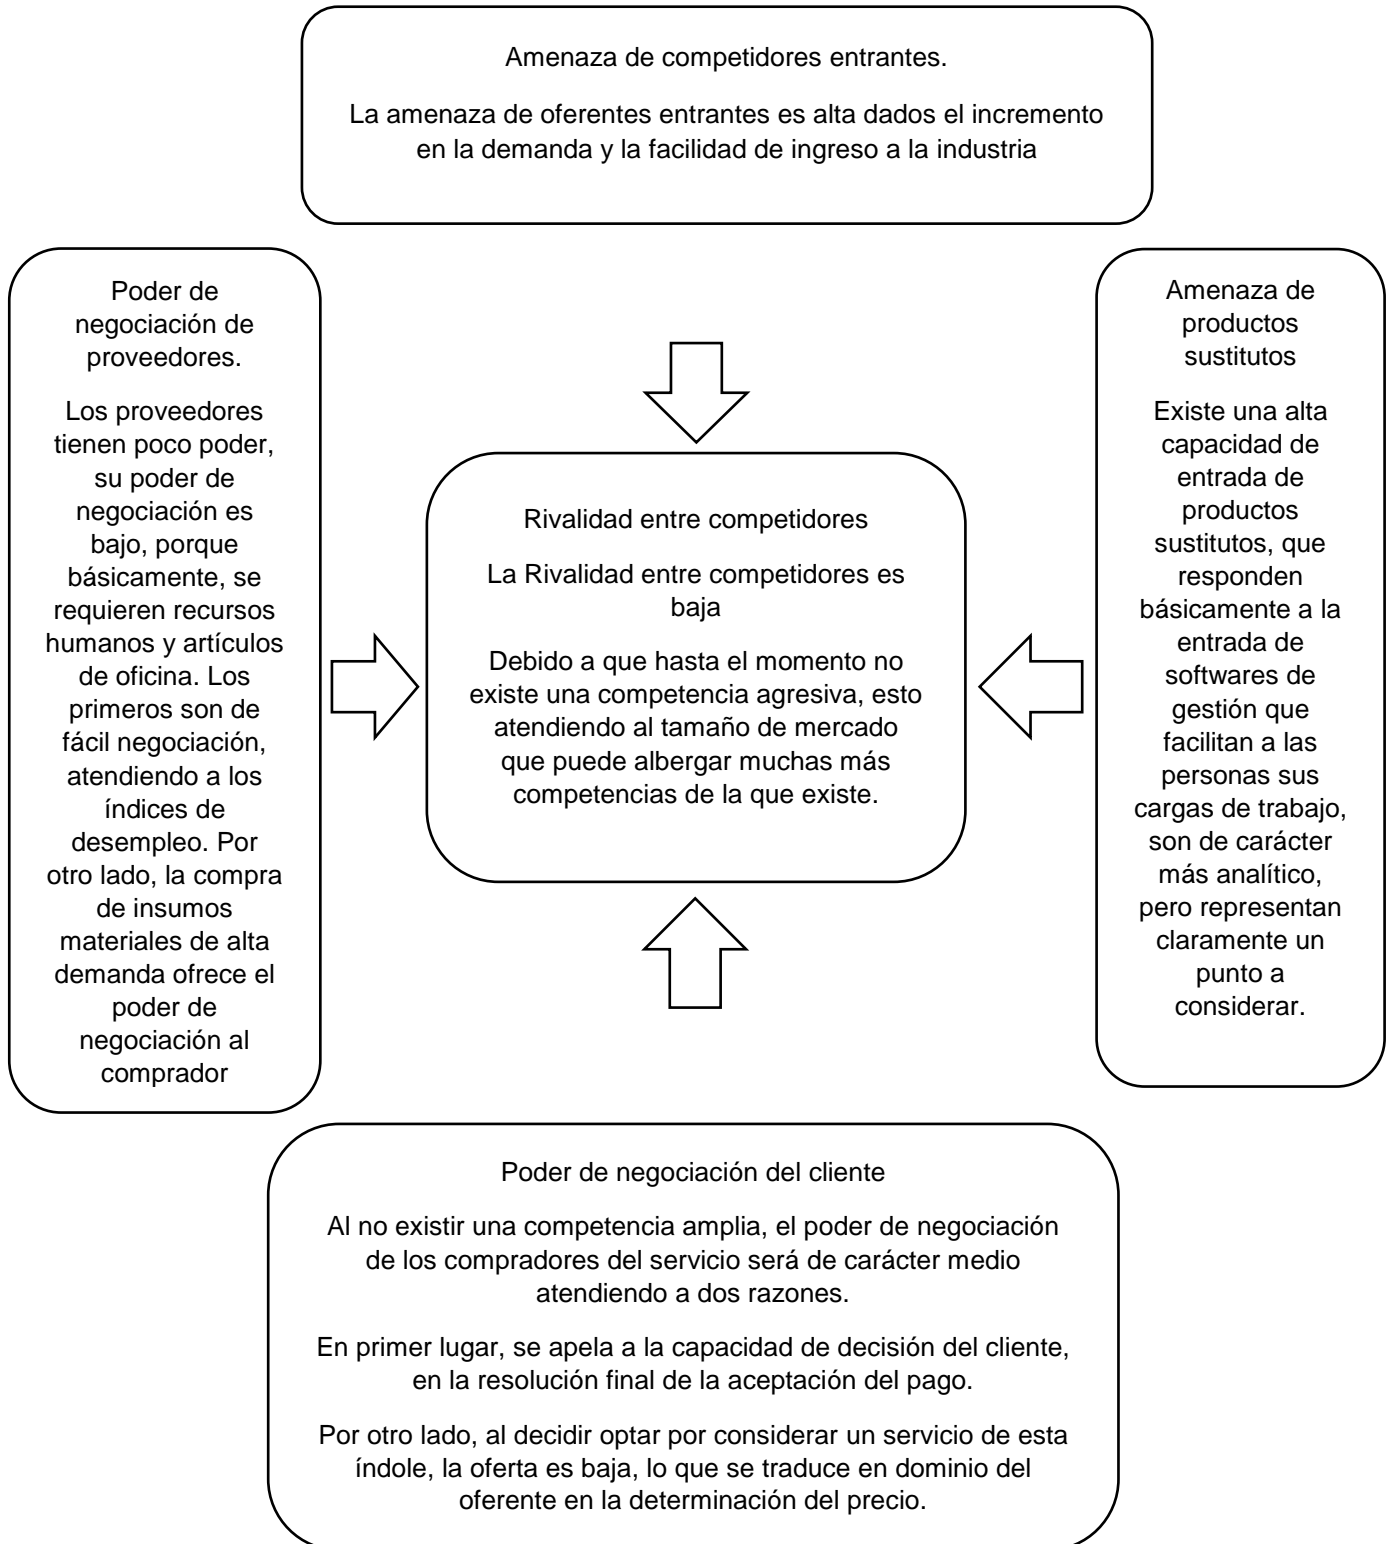 Amenaza de competidores entrantes.
La amenaza de oferentes entrantes es alta dados el incremento
en la demanda y la facilidad de ingreso a la industria
Poder de
negociación de
proveedores.
Los proveedores
tienen poco poder,
su poder de
negociación es
bajo, porque
básicamente, se
requieren recursos
humanos y artículos
de oficina. Los
primeros son de
fácil negociación,
atendiendo a los
índices de
desempleo. Por
otro lado, la compra
de insumos
materiales de alta
demanda ofrece el
poder de
negociación al
comprador
Rivalidad entre competidores
La Rivalidad entre competidores es
baja
Debido a que hasta el momento no
existe una competencia agresiva, esto
atendiendo al tamaño de mercado
que puede albergar muchas más
competencias de la que existe.
Amenaza de
productos
sustitutos
Existe una alta
capacidad de
entrada de
productos
sustitutos, que
responden
básicamente a la
entrada de
softwares de
gestión que
facilitan a las
personas sus
cargas de trabajo,
son de carácter
más analítico,
pero representan
claramente un
punto a
considerar.
Poder de negociación del cliente
Al no existir una competencia amplia, el poder de negociación
de los compradores del servicio será de carácter medio
atendiendo a dos razones.
En primer lugar, se apela a la capacidad de decisión del cliente,
en la resolución final de la aceptación del pago.
Por otro lado, al decidir optar por considerar un servicio de esta
índole, la oferta es baja, lo que se traduce en dominio del
oferente en la determinación del precio.